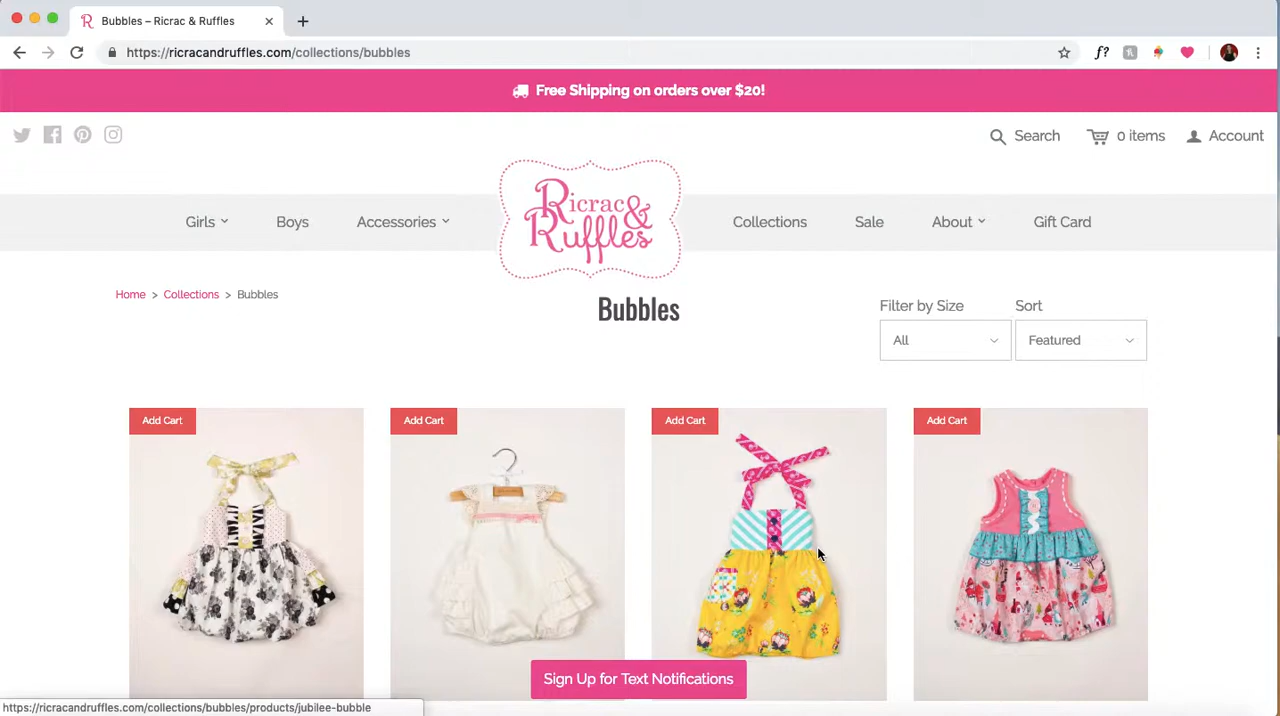 Bubbles – Ricrac & Ruffles
https://ricracandruffles.com/collections/bubbles
f?
Free Shipping on orders over $20!
Search
0 items
Account
Girls
Boys
Accessories
Ricrac &
Ruffles
Collections
Sale
About
Gift Card
Home > Collections > Bubbles
Bubbles
Filter by Size
Sort
All
Featured
Add Cart
Add Cart
Add Cart
Add Cart
Sign Up for Text Notifications
https://ricracandruffles.com/collections/bubbles/products/jubilee-bubble